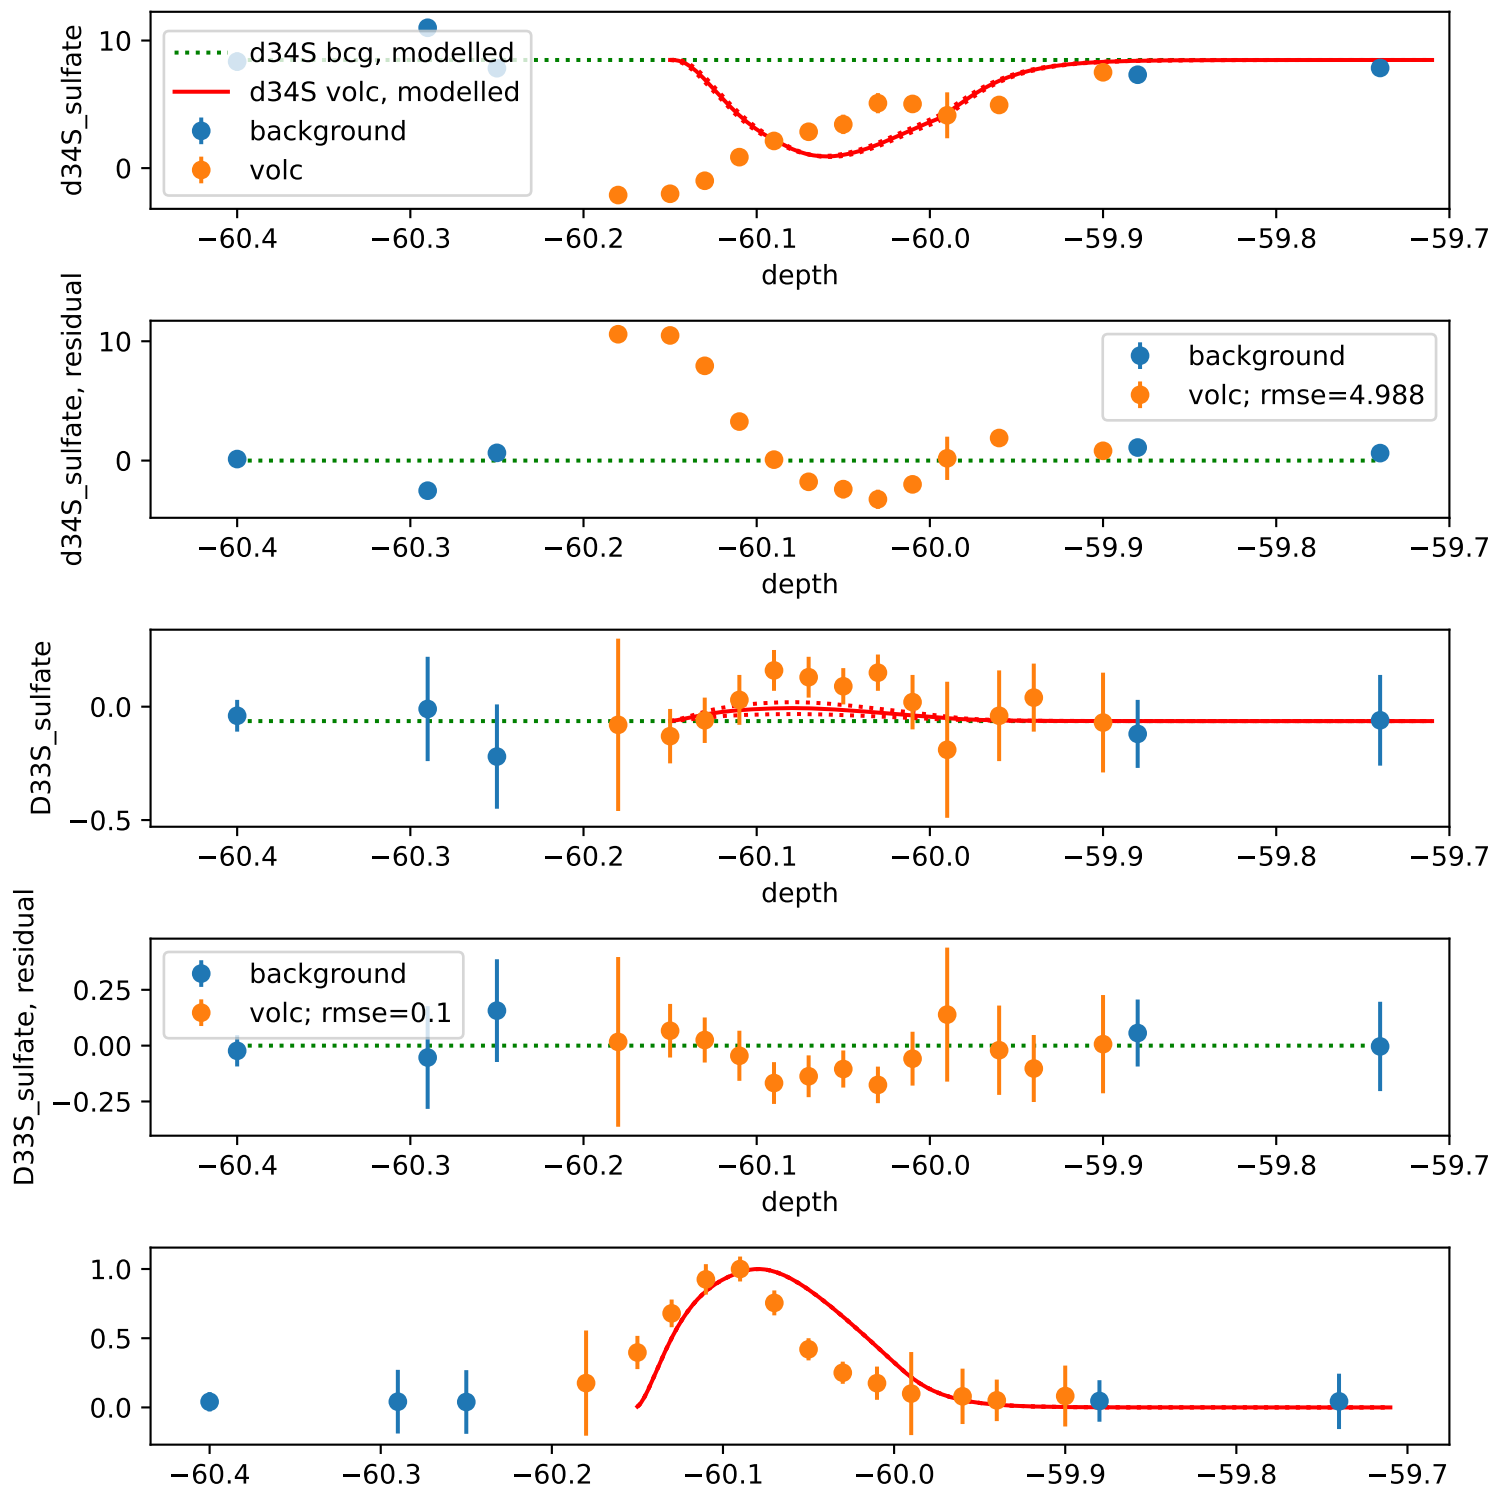 d34S_sulfate
10
0
d34S bcg, modelled
d34S volc, modelled
background
volc
−60.4 −60.3 −60.2 −60.1 −60.0 −59.9 −59.8 −59.7
depth
d34S_sulfate, residual
10
0
background
volc; rmse=4.988
−60.4 −60.3 −60.2 −60.1 −60.0 −59.9 −59.8 −59.7
depth
D33S_sulfate
0.0
−0.5
−60.4 −60.3 −60.2 −60.1 −60.0 −59.9 −59.8 −59.7
depth
D33S_sulfate, residual
0.25
0.00
−0.25
background
volc; rmse=0.1
−60.4 −60.3 −60.2 −60.1 −60.0 −59.9 −59.8 −59.7
depth
1.0
0.5
0.0
−60.4 −60.3 −60.2 −60.1 −60.0 −59.9 −59.8 −59.7